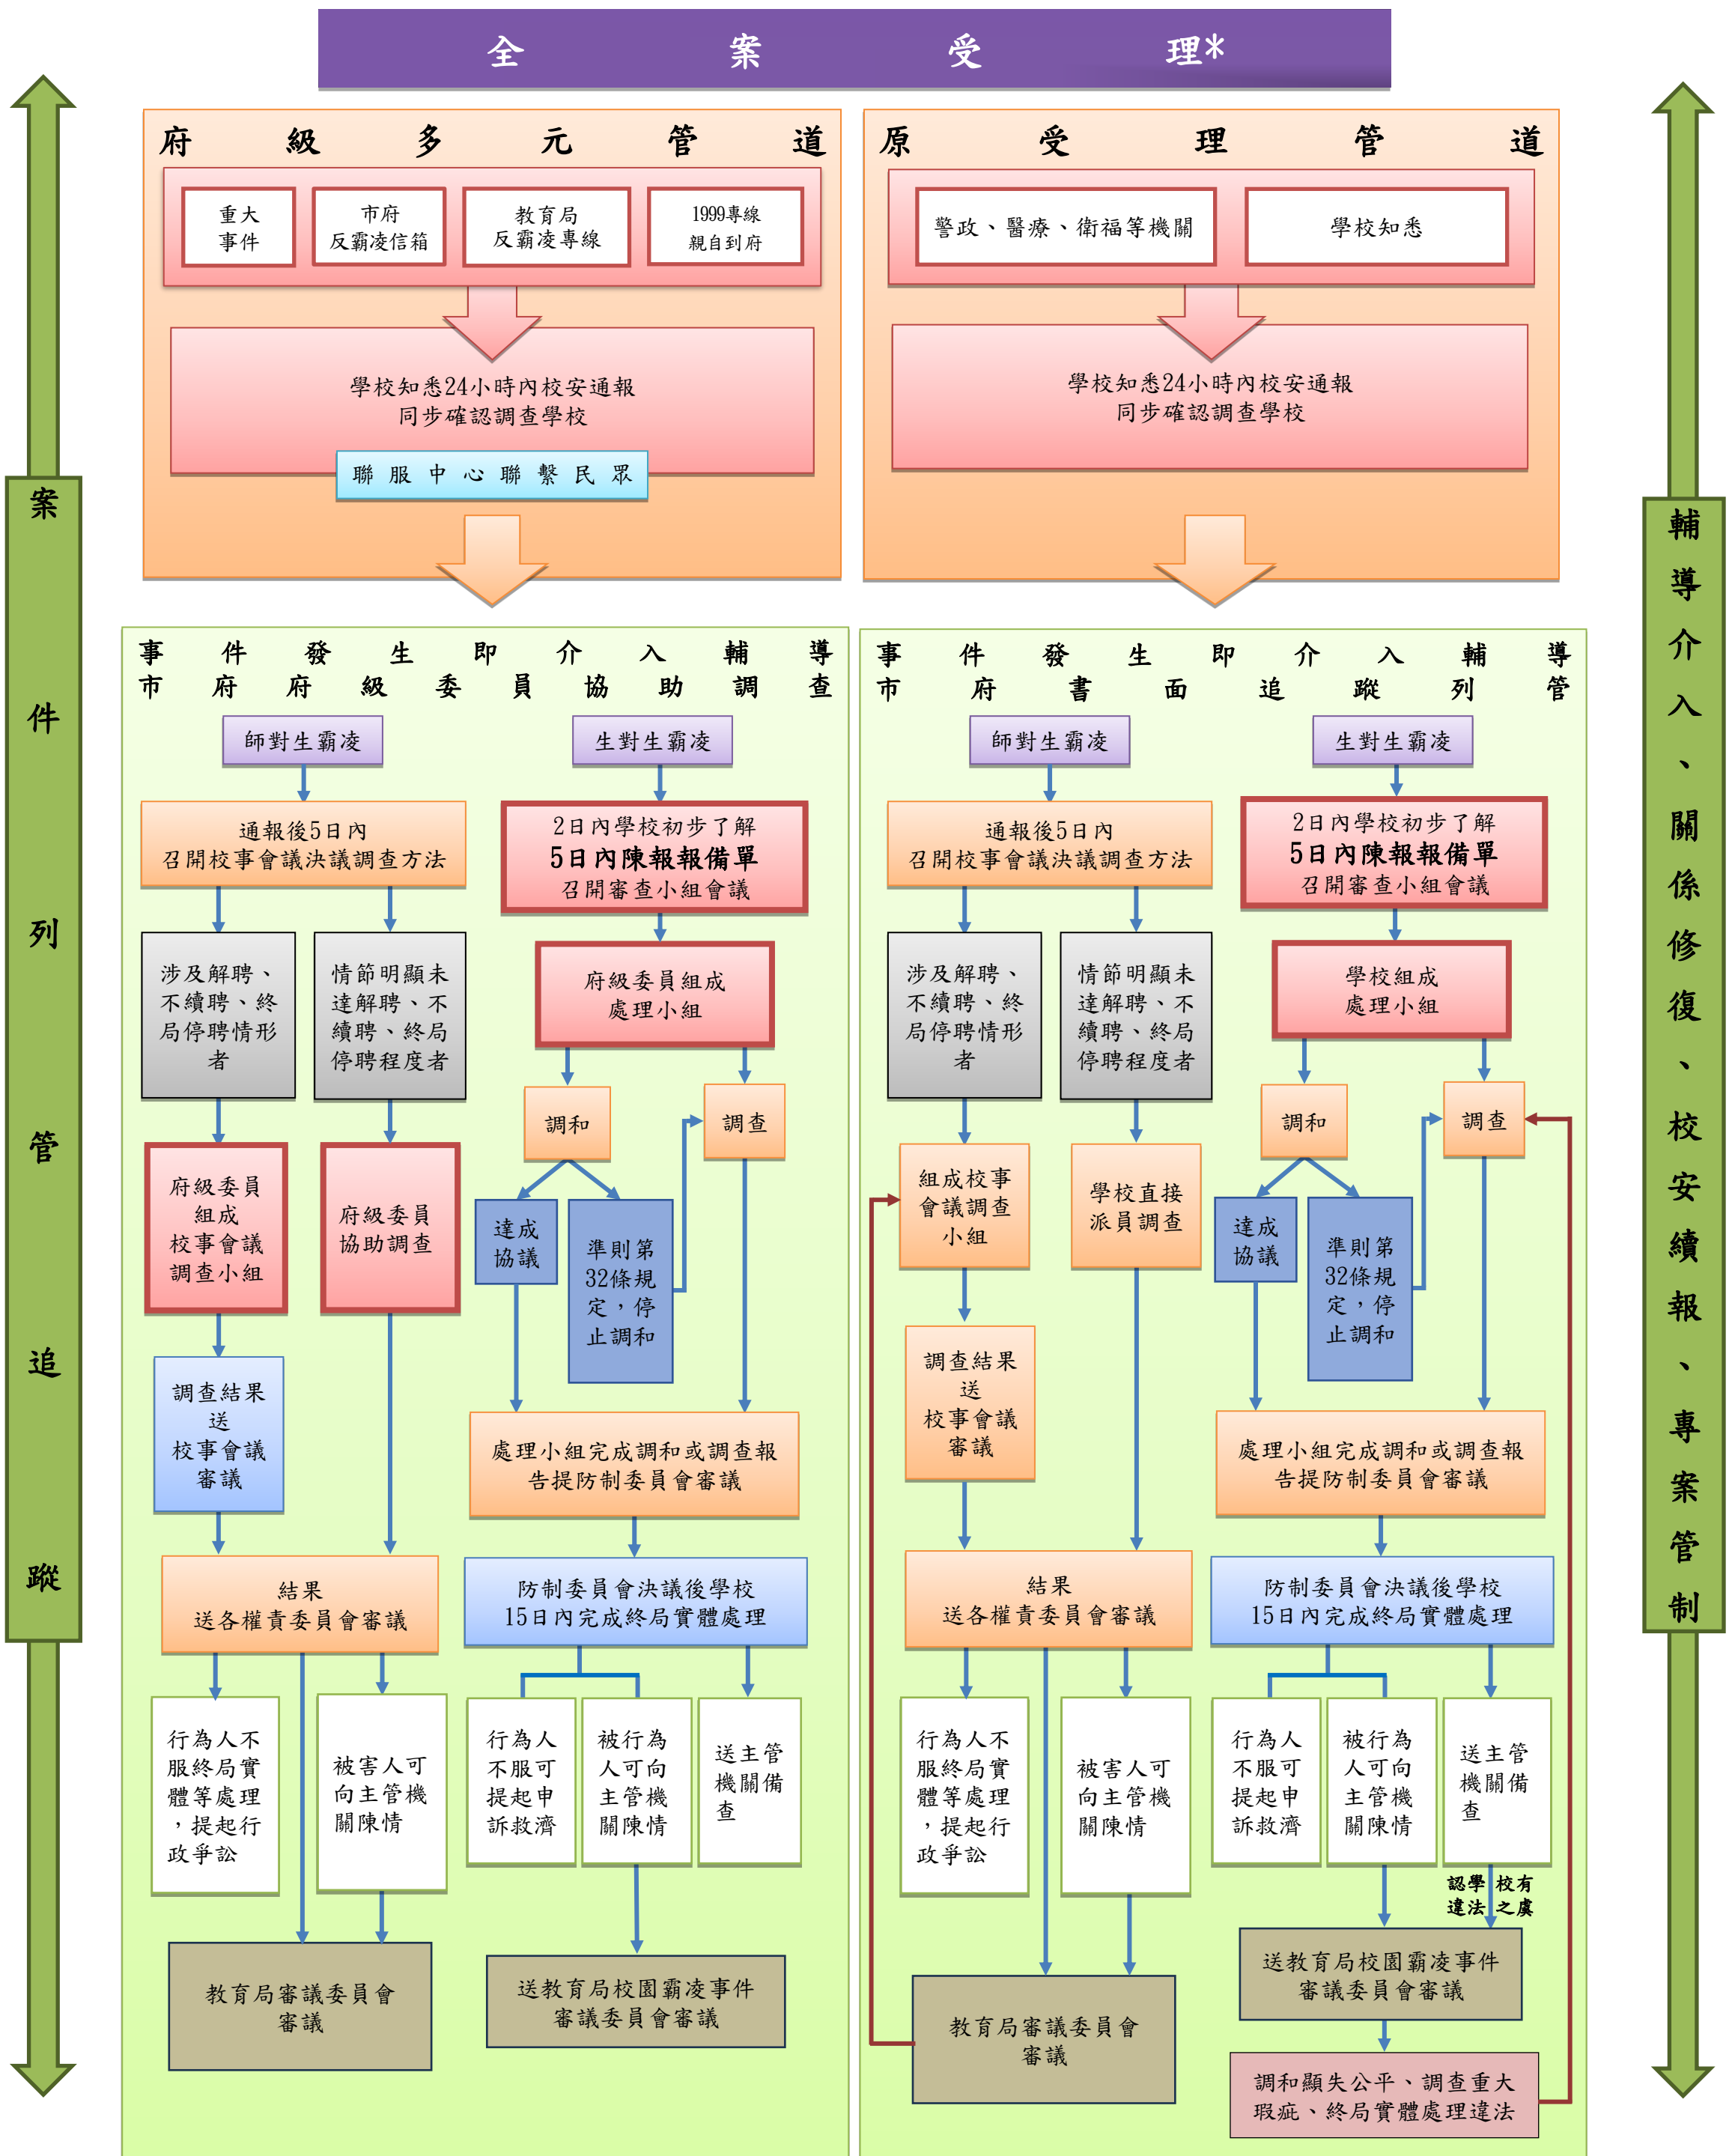 全案受理*
府級多元管道
重大
事件
市府
反霸凌信箱
教育局
反霸凌專線
1999專線
親自到府
學校知悉24小時內校安通報
同步確認調查學校
聯服中心聯繫民眾
原受理管道
警政、醫療、衛福等機關
學校知悉
學校知悉24小時內校安通報
同步確認調查學校
案件列管追蹤
輔導介入、關係修復、校安續報、專案管制
事件發生即介入輔導
市府府級委員協助調查
師對生霸凌
通報後5日內
召開校事會議決議調查方法
涉及解聘、
不續聘、終
局停聘情形
者
情節明顯未
達解聘、不
續聘、終局
停聘程度者
府級委員
組成
校事會議
調查小組
府級委員
協助調查
調查結果
送
校事會議
審議
結果
送各權責委員會審議
行為人不
服終局實
體等處理
，提起行
政爭訟
被害人可
向主管機
關陳情
教育局審議委員會
審議
生對生霸凌
2日內學校初步了解
5日內陳報報備單
召開審查小組會議
府級委員組成
處理小組
調和
調查
達成
協議
準則第
32條規
定，停
止調和
處理小組完成調和或調查報
告提防制委員會審議
防制委員會決議後學校
15日內完成終局實體處理
行為人
不服可
提起申
訴救濟
被行為
人可向
主管機
關陳情
送主管
機關備
查
送教育局校園霸凌事件
審議委員會審議
事件發生即介入輔導
市府書面追蹤列管
師對生霸凌
通報後5日內
召開校事會議決議調查方法
涉及解聘、
不續聘、終
局停聘情形
者
情節明顯未
達解聘、不
續聘、終局
停聘程度者
組成校事
會議調查
小組
學校直接
派員調查
調查結果
送
校事會議
審議
結果
送各權責委員會審議
行為人不
服終局實
體等處理
，提起行
政爭訟
被害人可
向主管機
關陳情
教育局審議委員會
審議
生對生霸凌
2日內學校初步了解
5日內陳報報備單
召開審查小組會議
學校組成
處理小組
調和
調查
達成
協議
準則第
32條規
定，停
止調和
處理小組完成調和或調查報
告提防制委員會審議
防制委員會決議後學校
15日內完成終局實體處理
行為人
不服可
提起申
訴救濟
被行為
人可向
主管機
關陳情
送主管
機關備
查
認學校有
違法之虞
送教育局校園霸凌事件
審議委員會審議
調和顯失公平、調查重大
瑕疵、終局實體處理違法